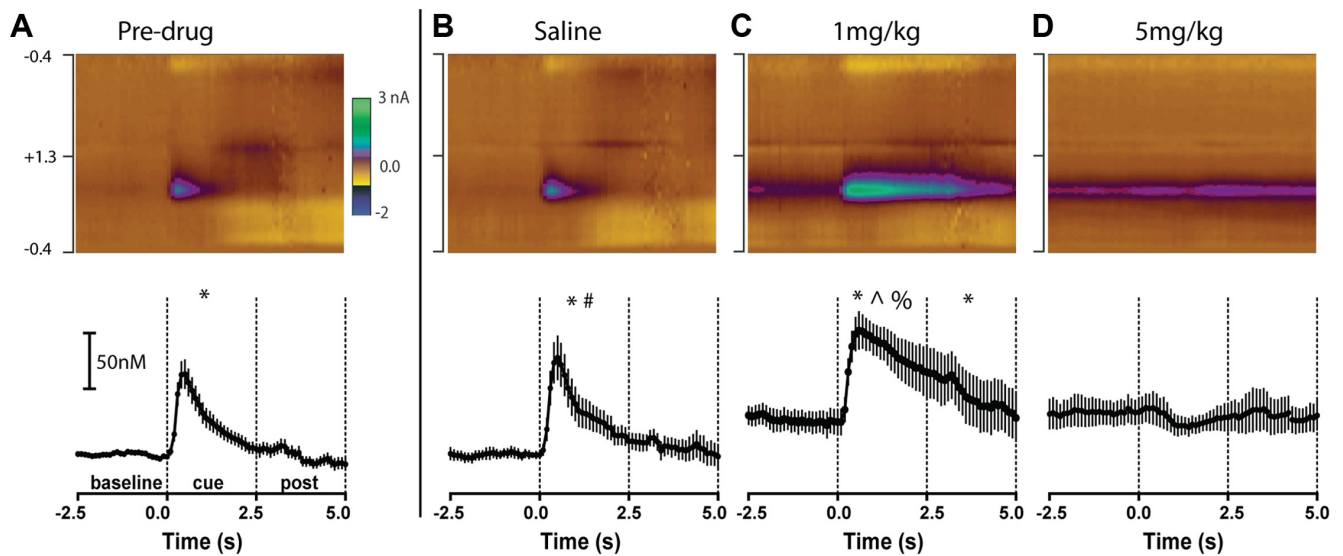 A Pre-drug
B Saline
C 1mg/kg
D 5mg/kg
-0.4
+1.3
-0.4
3 nA
0.0
-2
*
* #
* ^ % *
50nM
baseline cue post
-2.5 0.0 2.5 5.0
-2.5 0.0 2.5 5.0
-2.5 0.0 2.5 5.0
-2.5 0.0 2.5 5.0
Time (s)
Time (s)
Time (s)
Time (s)